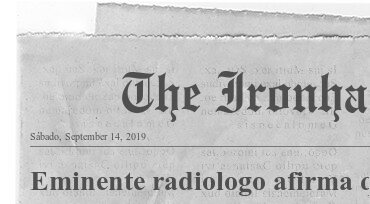 The Ironha
Sábado, September 14, 2019
Eminente radiologo afirma